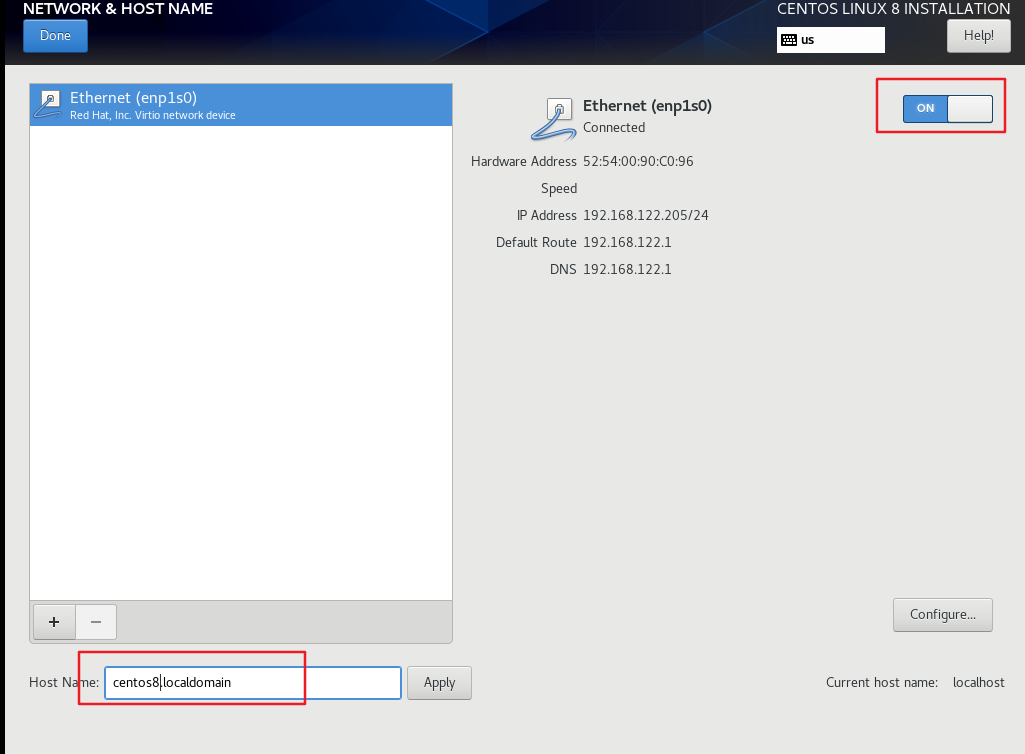 NETWORK & HOST NAME
CENTOS LINUX 8 INSTALLATION
Done
us
Help!
Ethernet (enp1s0)
Red Hat, Inc. Virtio network device
Ethernet (enp1s0)
Connected
ON
Hardware Address 52:54:00:90:C0:96
Speed
IP Address 192.168.122.205/24
Default Route 192.168.122.1
DNS 192.168.122.1
+ −
Configure...
Host Name: centos8.localdomain
Apply
Current host name: localhost